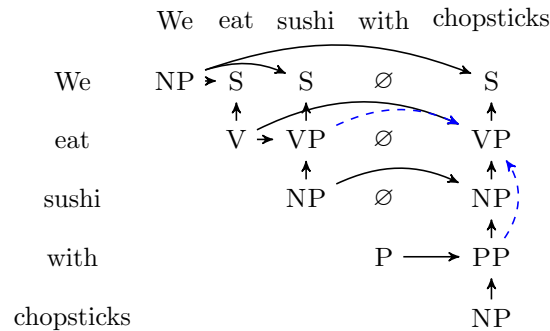 We eat sushi with chopsticks
We NP S S ∅ S
eat V VP ∅ VP
sushi NP ∅ NP
with P PP
chopsticks NP